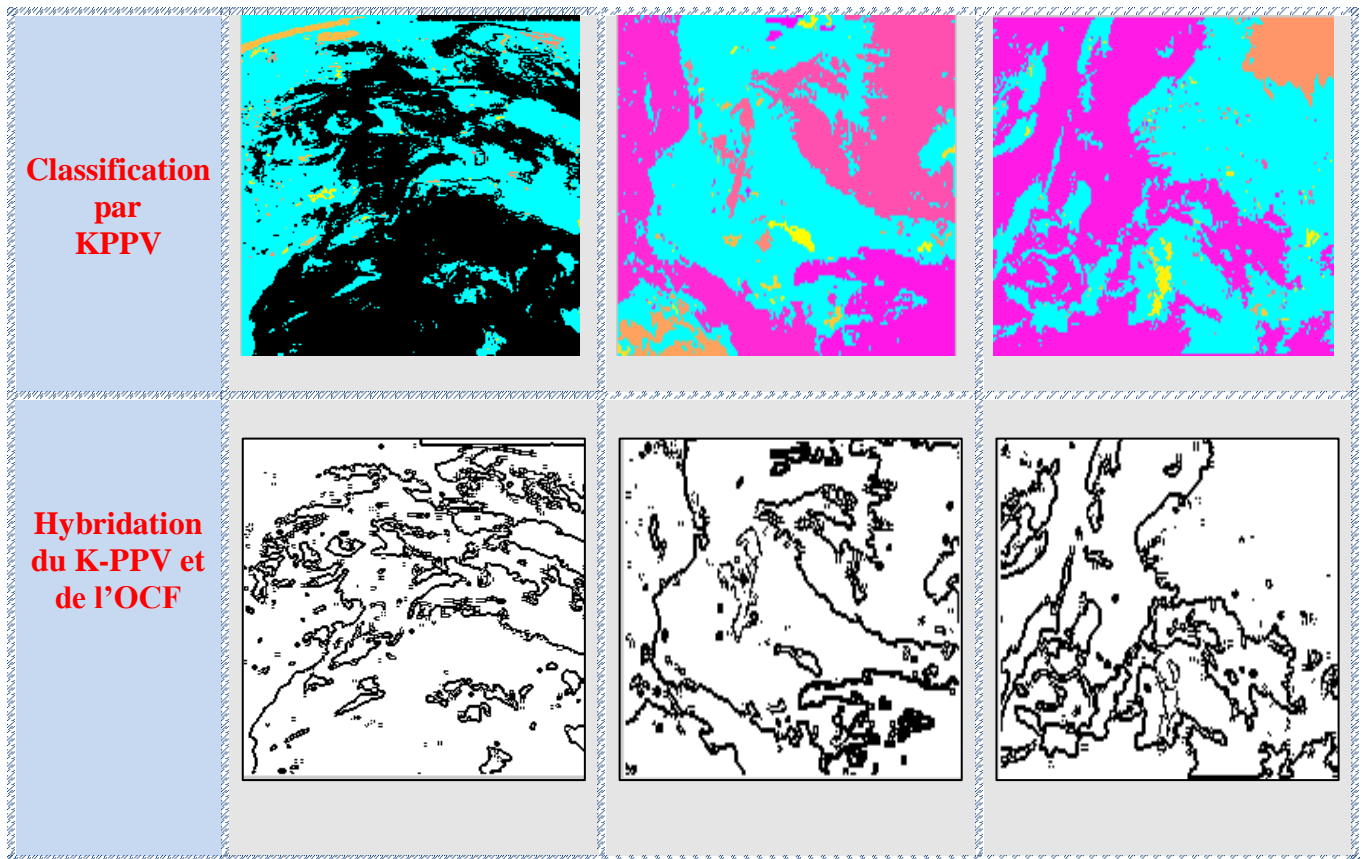 Classification
par
KPPV
Hybridation
du K-PPV et
de l’OCF